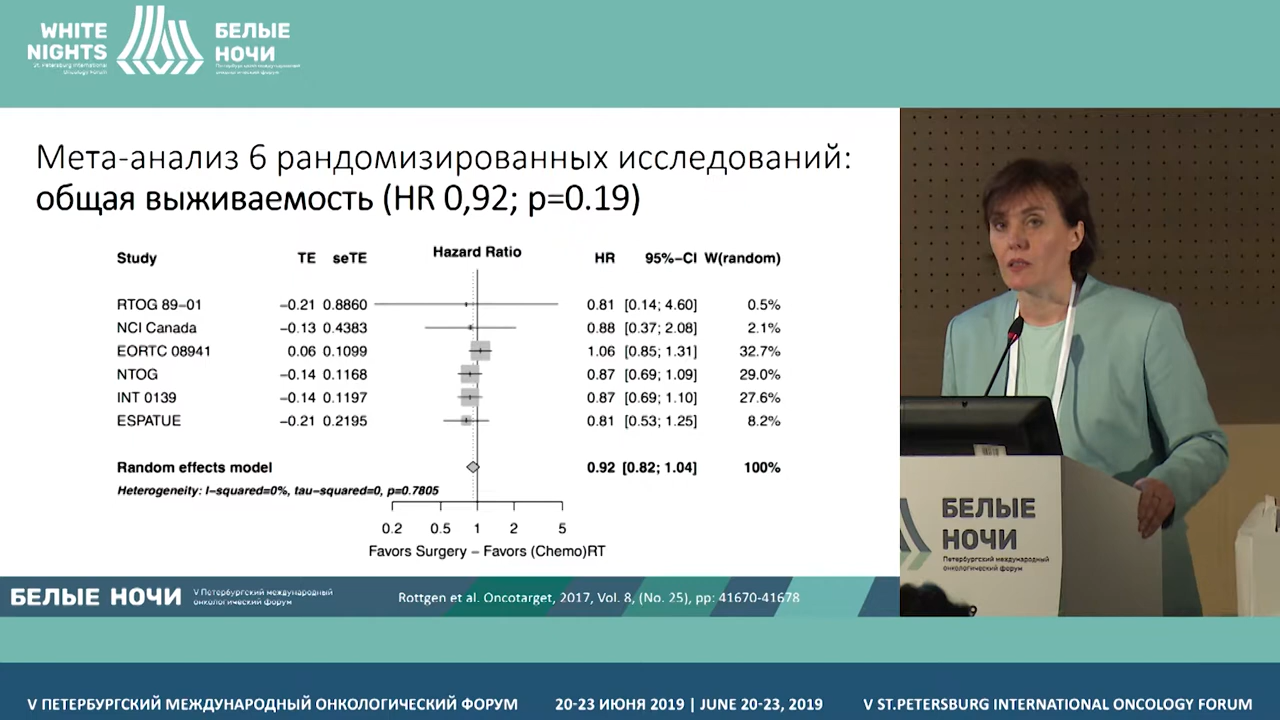 WHITE
NIGHTS
St. Petersburg International
Oncology Forum
БЕЛЫЕ
НОЧИ
Петербургский международный
онкологический форум
Мета-анализ 6 рандомизированных исследований:
общая выживаемость (HR 0,92; p=0.19)
Study TE seTE Hazard Ratio HR 95%-CI W(random)
RTOG 89-01 -0.21 0.8860 0.81 [0.14; 4.60] 0.5%
NCI Canada -0.13 0.4383 0.88 [0.37; 2.08] 2.1%
EORTC 08941 0.06 0.1099 1.06 [0.85; 1.31] 32.7%
NTOG -0.14 0.1168 0.87 [0.69; 1.09] 29.0%
INT 0139 -0.14 0.1197 0.87 [0.69; 1.10] 27.6%
ESPATUE -0.21 0.2195 0.81 [0.53; 1.25] 8.2%
Random effects model 0.92 [0.82; 1.04] 100%
Heterogeneity: I-squared=0%, tau-squared=0, p=0.7805
0.2 0.5 1 2 5
Favors Surgery - Favors (Chemo)RT
БЕЛЫЕ НОЧИ
V Петербургский международный
онкологический форум
Rottgen et al. Oncotarget, 2017, Vol. 8, (No. 25), pp: 41670-41678
БЕЛЫЕ
НОЧИ
Петербургский международный
онкологический форум
V ПЕТЕРБУРГСКИЙ МЕЖДУНАРОДНЫЙ ОНКОЛОГИЧЕСКИЙ ФОРУМ 20-23 ИЮНЯ 2019 | JUNE 20-23, 2019 V ST.PETERSBURG INTERNATIONAL ONCOLOGY FORUM